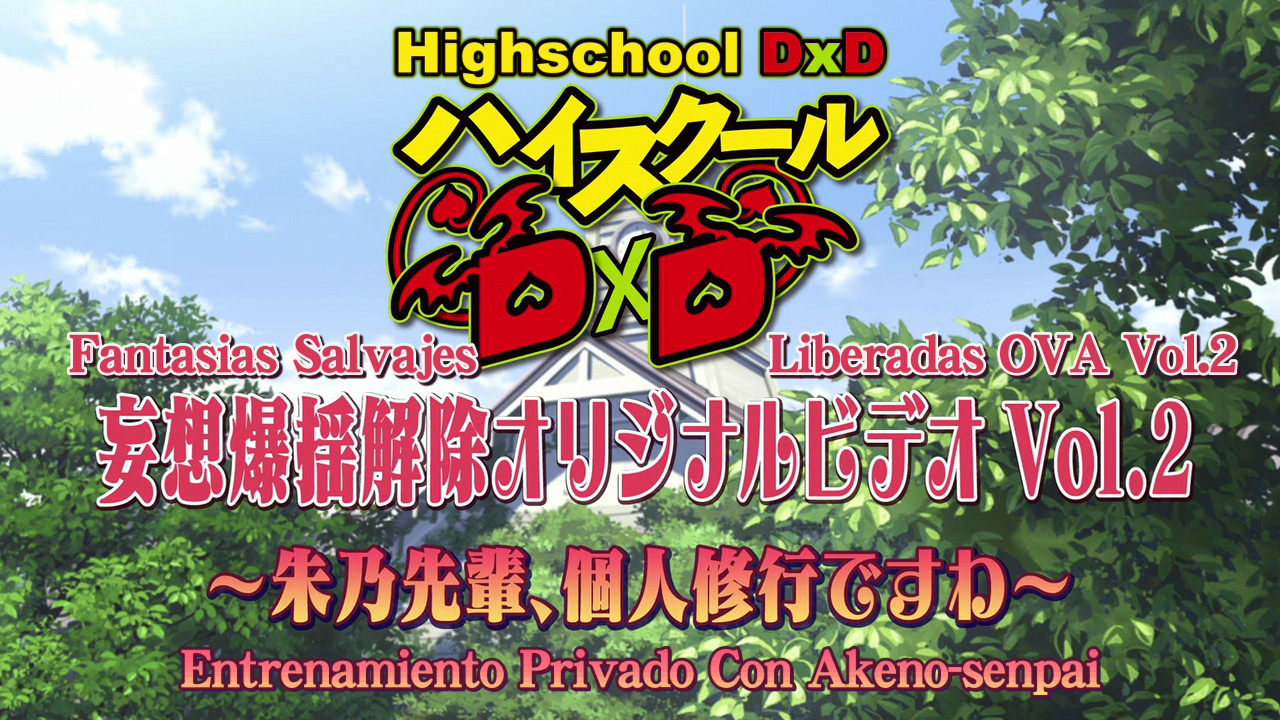 Highschool DxD
ハイスクール
DxD
Fantasias Salvajes Liberadas OVA Vol.2
妄想爆揺解除オリジナルビデオ Vol.2
～朱乃先輩、個人修行ですわ～
Entrenamiento Privado Con Akeno-senpai